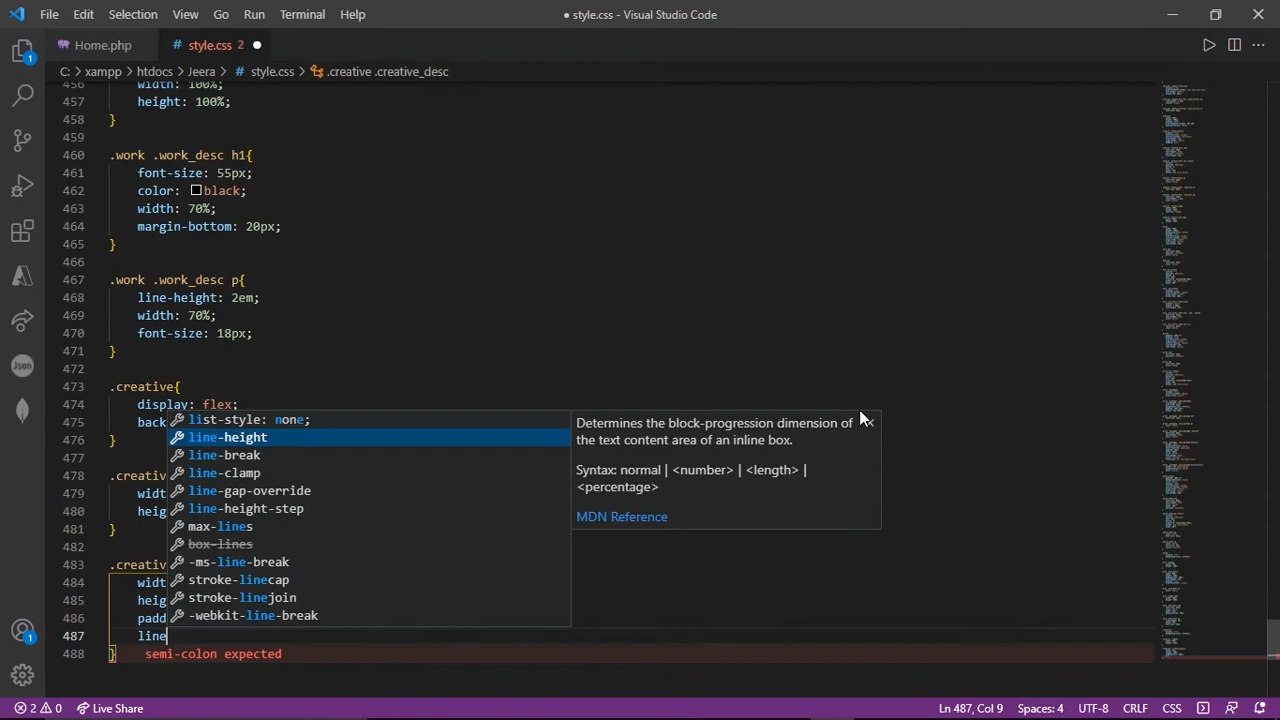 File Edit Selection View Go Run Terminal Help
● style.css - Visual Studio Code
Home.php
# style.css 2 ●
C: > xampp > htdocs > Jeera > # style.css > .creative .creative_desc
456 width: 100%;
457 height: 100%;
458 }
459
460 .work .work_desc h1{
461 font-size: 55px;
462 color: black;
463 width: 70%;
464 margin-bottom: 20px;
465 }
466
467 .work .work_desc p{
468 line-height: 2em;
469 width: 70%;
470 font-size: 18px;
471 }
472
473 .creative{
474 display: flex;
475 back
476 }
477
478 .creativ
479 widt
480 heig
481 }
482
483 .creativ
484 widt
485 heig
486 padd
487 line
488 } semi-colon expected
list-style: none;
line-height
line-break
line-clamp
line-gap-override
line-height-step
max-lines
box-lines
-ms-line-break
stroke-linecap
stroke-linejoin
-webkit-line-break
Determines the block-progression dimension of
the text content area of an inline box.
Syntax: normal | <number> | <length> |
<percentage>
MDN Reference
1
Json
1
2 0 Live Share
Ln 487, Col 9 Spaces: 4 UTF-8 CRLF CSS